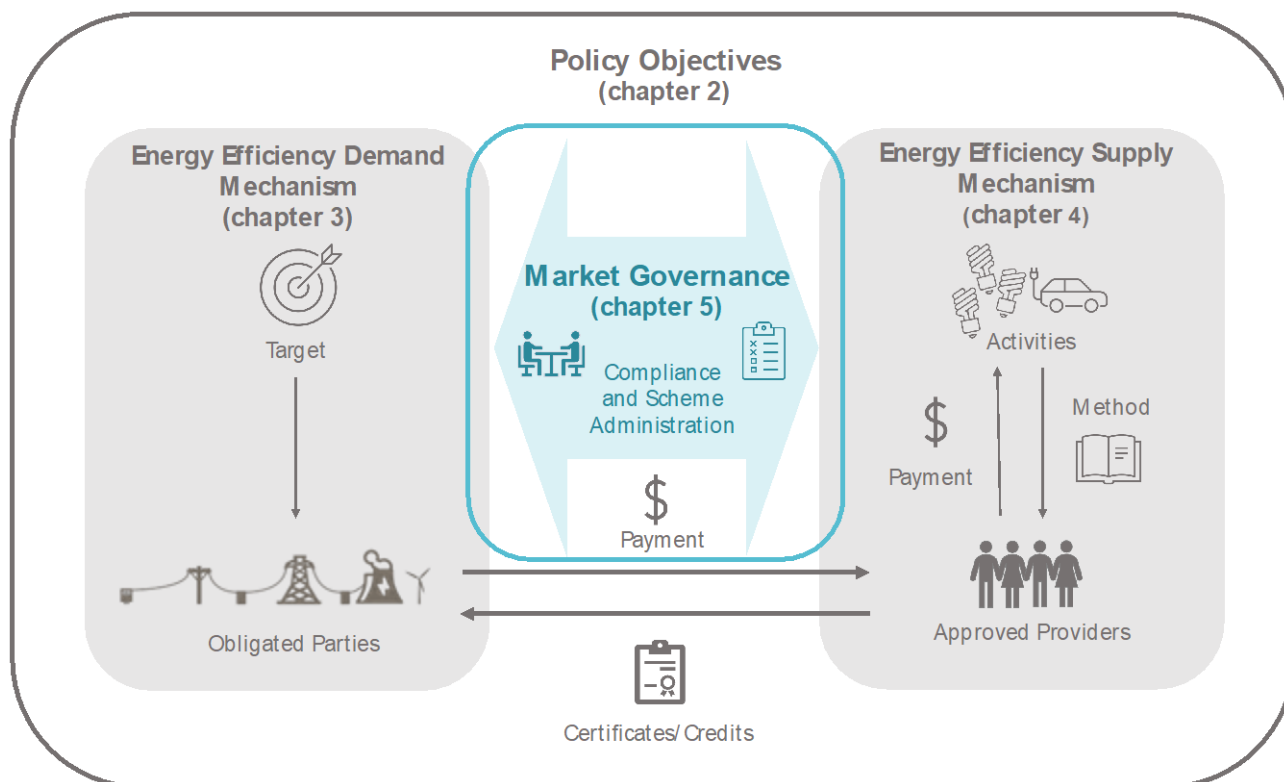 Policy Objectives
(chapter 2)
Energy Efficiency Demand
Mechanism
(chapter 3)
Target
Obligated Parties
Market Governance
(chapter 5)
Compliance
and Scheme
Administration
$
Payment
Certificates/ Credits
Energy Efficiency Supply
Mechanism
(chapter 4)
Activities
$
Payment
Method
Approved Providers